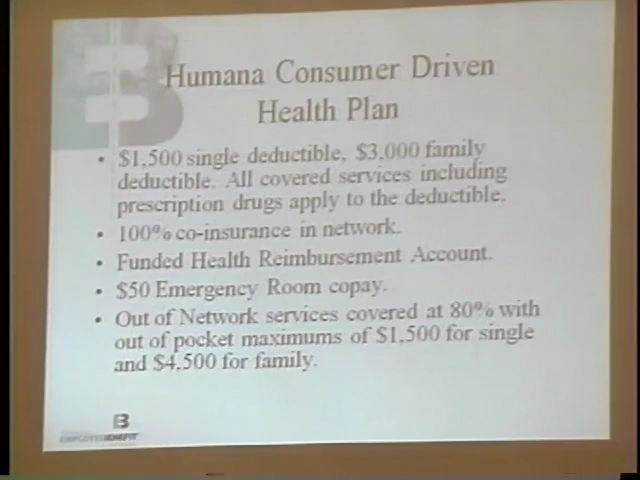 Humana Consumer Driven
Health Plan
• $1,500 single deductible, $3,000 family
deductible. All covered services including
prescription drugs apply to the deductible.
• 100% co-insurance in network.
• Funded Health Reimbursement Account.
• $50 Emergency Room copay.
• Out of Network services covered at 80% with
out of pocket maximums of $1,500 for single
and $4,500 for family.
B
EMPLOYEE BENEFIT